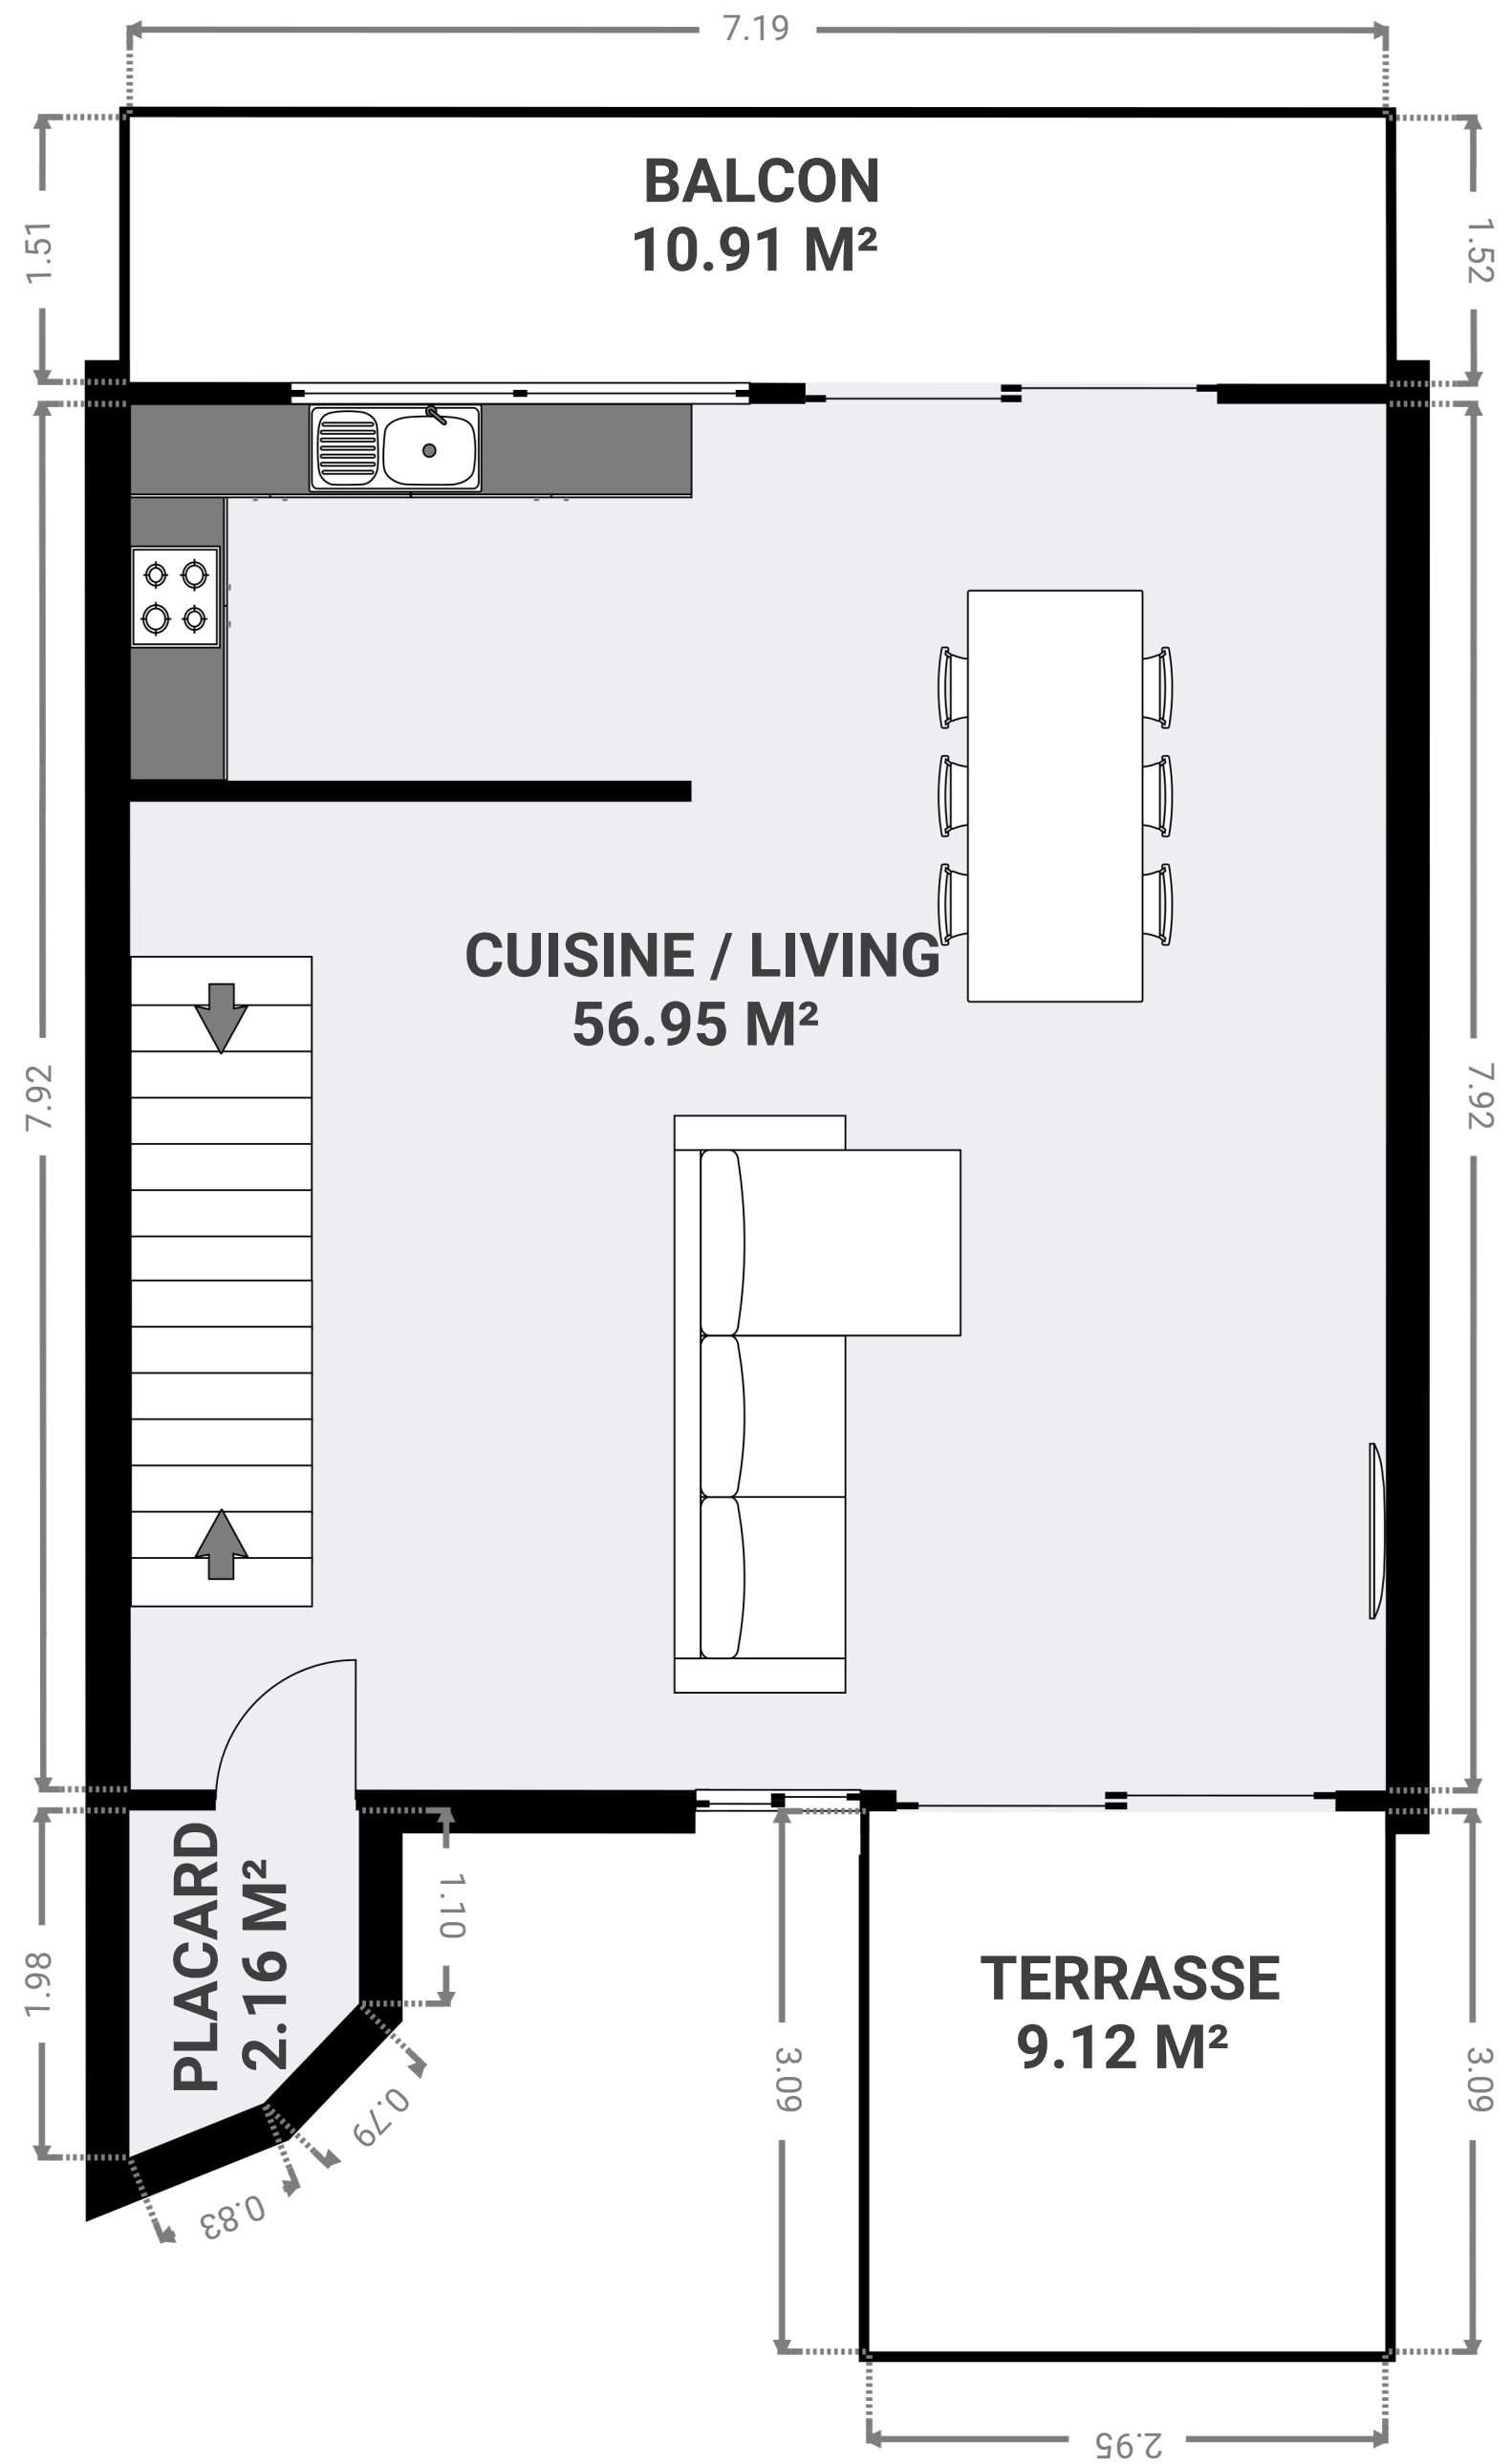 7.19
BALCON
10.91 M²
1.51
1.52
CUISINE / LIVING
56.95 M²
7.92
7.92
PLACARD
2.16 M²
1.10
1.98
0.79
0.83
TERRASSE
9.12 M²
3.09
3.09
2.95